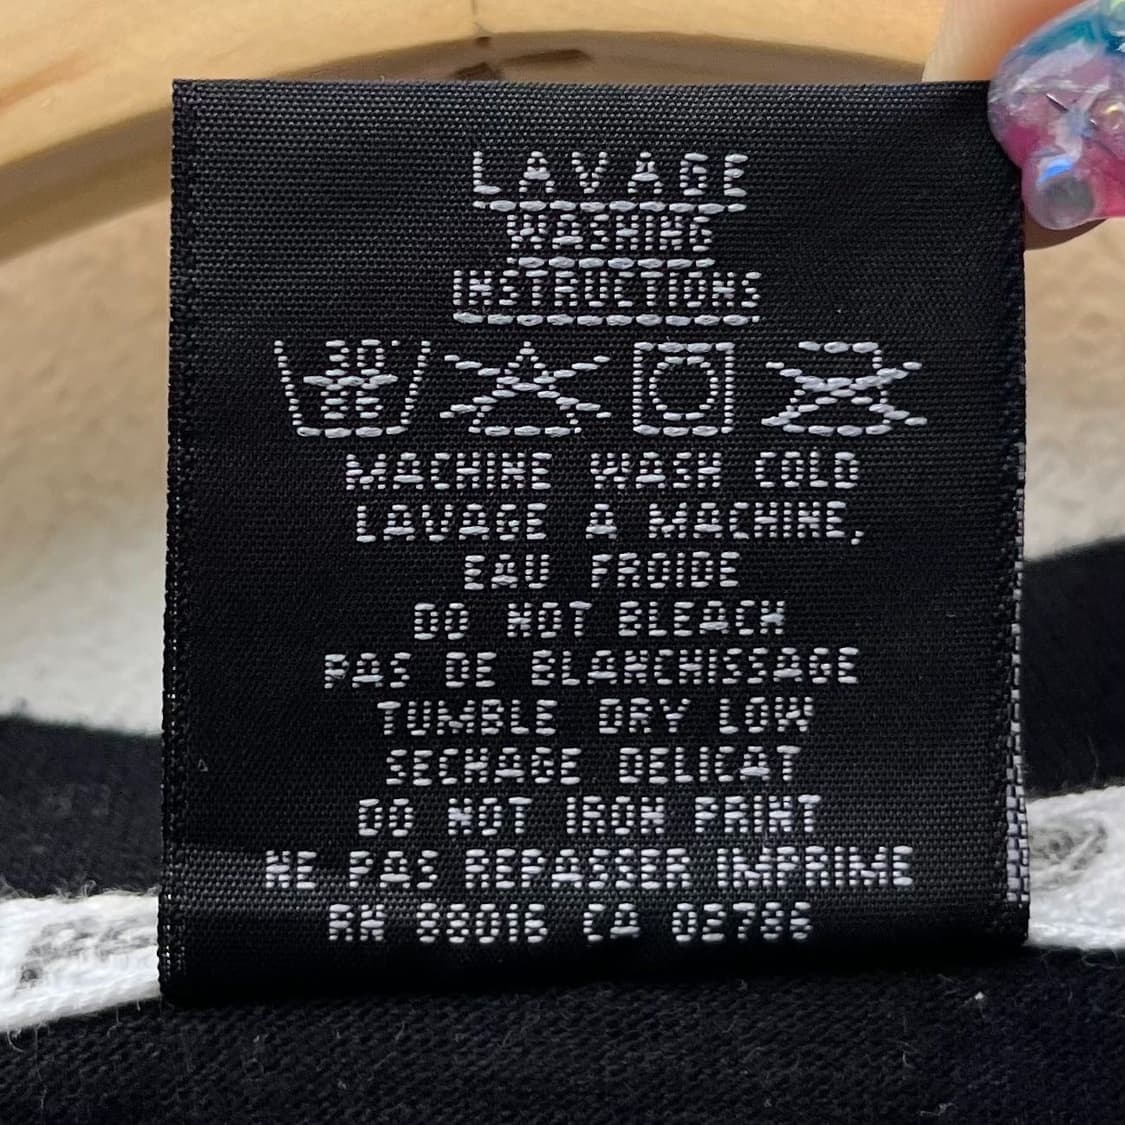 LAVAGE
WASHING
INSTRUCTIONS
30°
MACHINE WASH COLD
LAVAGE A MACHINE,
EAU FROIDE
DO NOT BLEACH
PAS DE BLANCHISSAGE
TUMBLE DRY LOW
SECHAGE DELICAT
DO NOT IRON PRINT
NE PAS REPASSER IMPRIME
RN CA 02786